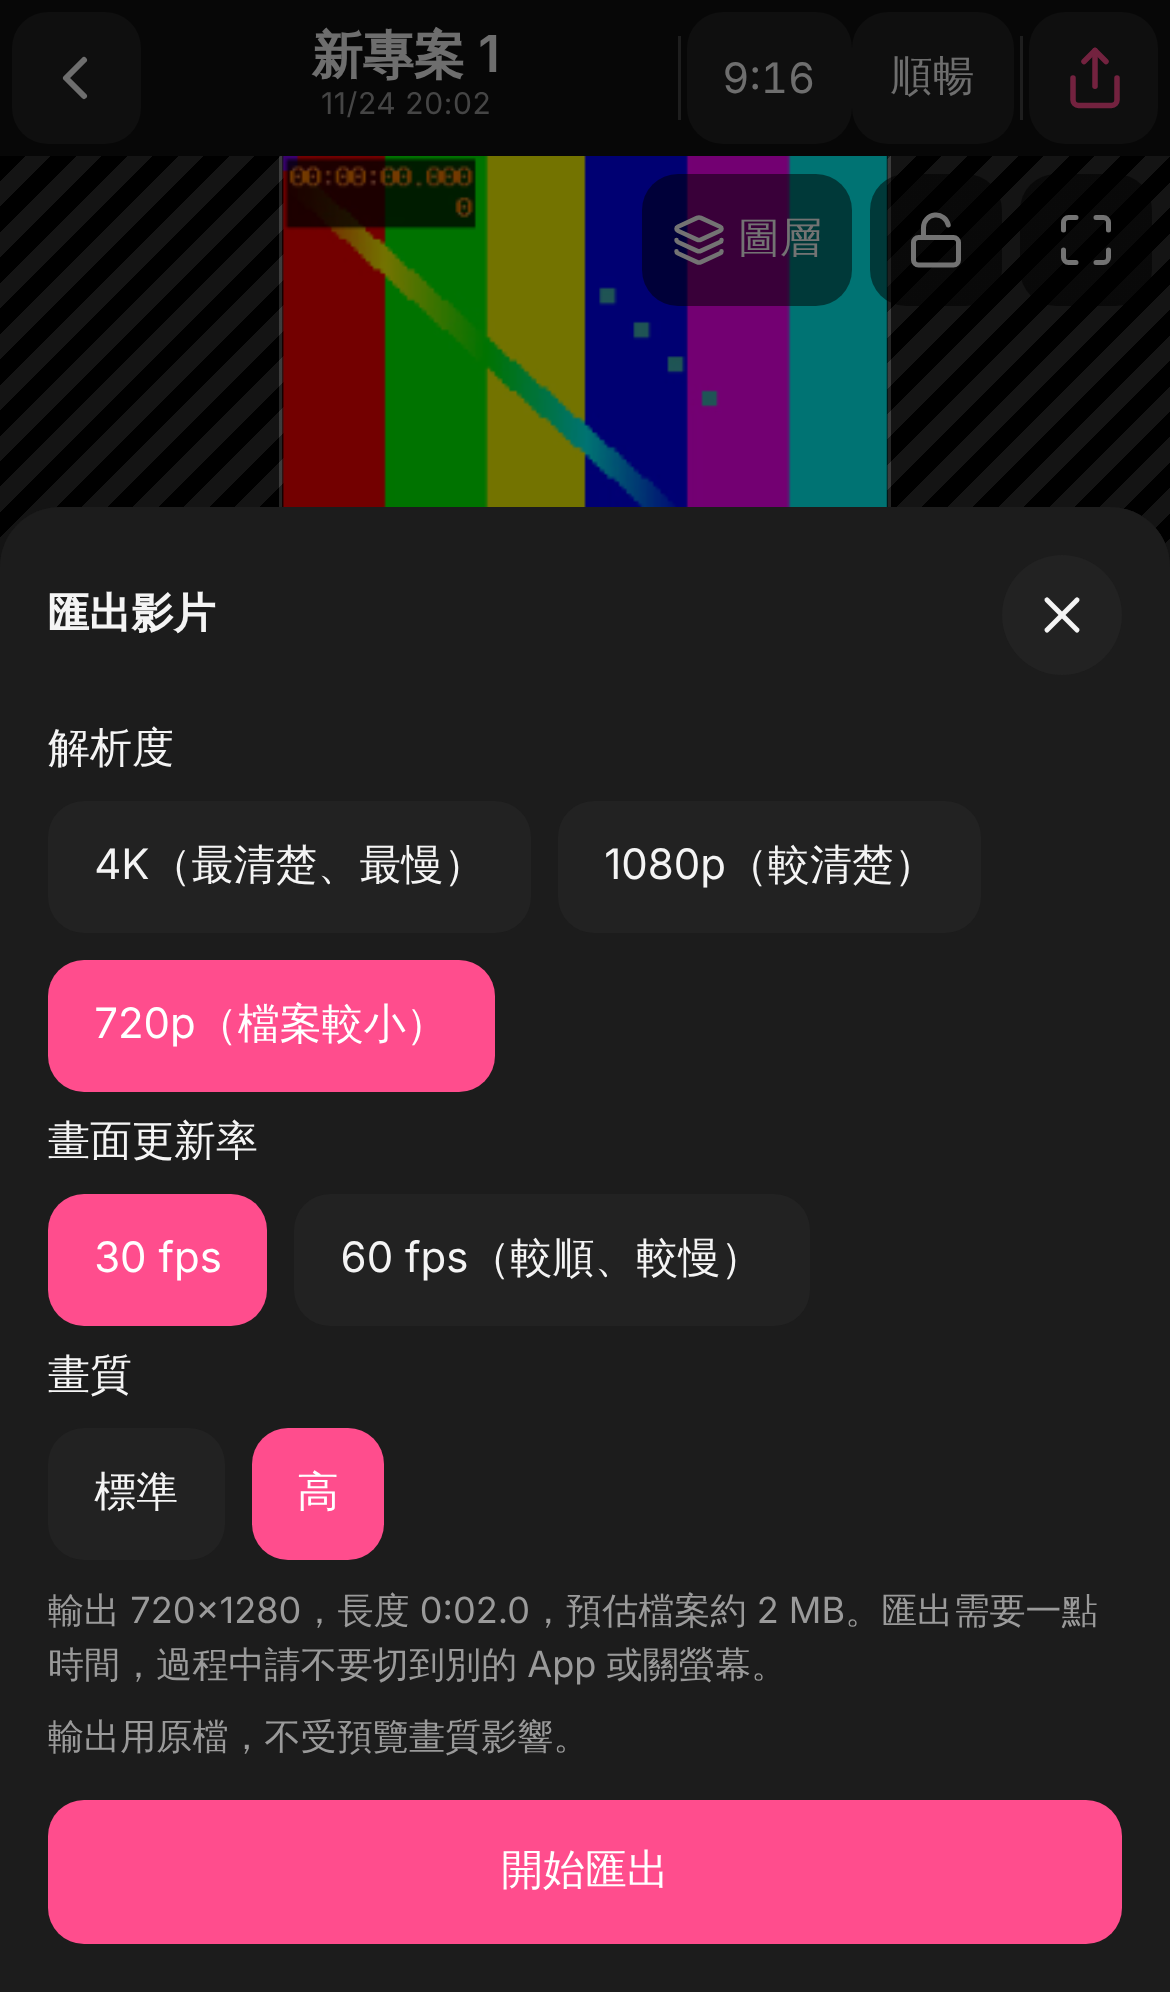 新專案 1
11/24 20:02
9:16
順暢
00:00:00.000
0
圖層
匯出影片
解析度
4K（最清楚、最慢）
1080p（較清楚）
720p（檔案較小）
畫面更新率
30 fps
60 fps（較順、較慢）
畫質
標準
高
輸出 720×1280，長度 0:02.0，預估檔案約 2 MB。匯出需要一點
時間，過程中請不要切到別的 App 或關螢幕。
輸出用原檔，不受預覽畫質影響。
開始匯出